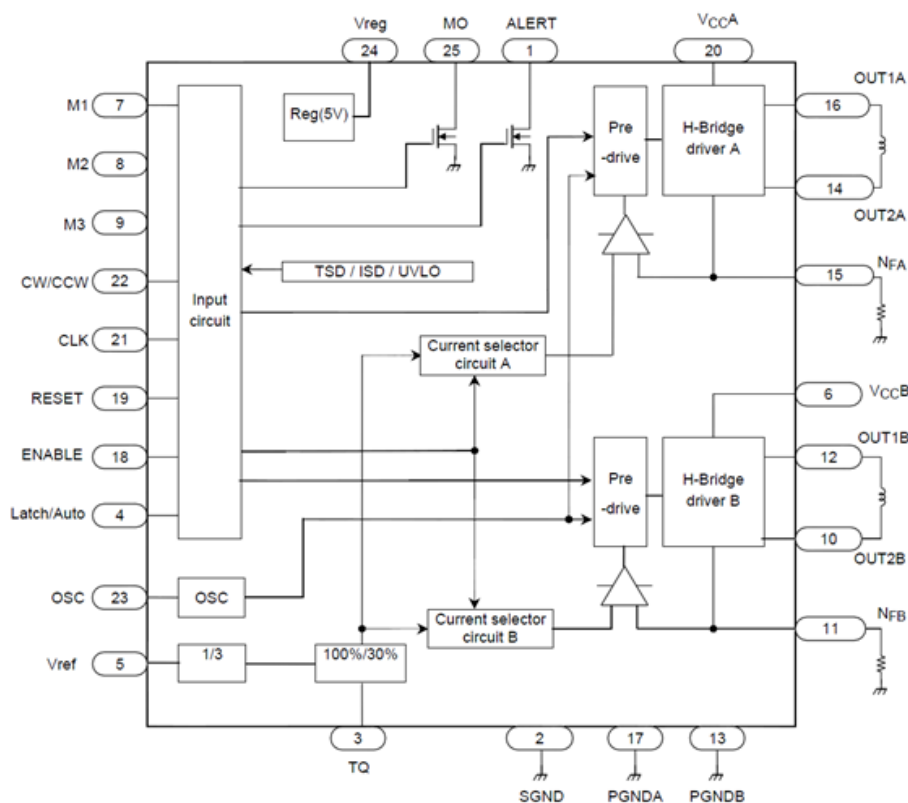 Vreg
MO
ALERT
VCCA
24
25
1
20
OUT1A
M1
7
Reg(5V)
Pre
-drive
H-Bridge
driver A
16
M2
8
14
OUT2A
M3
9
NFA
TSD / ISD / UVLO
15
CW/CCW
22
Input
circuit
CLK
21
Current selector
circuit A
RESET
19
6
VCCB
OUT1B
ENABLE
18
12
Pre
-drive
H-Bridge
driver B
Latch/Auto
4
10
OUT2B
OSC
23
OSC
Current selector
circuit B
NFB
11
Vref
5
1/3
100%/30%
3
2
17
13
TQ
SGND
PGNDA
PGNDB